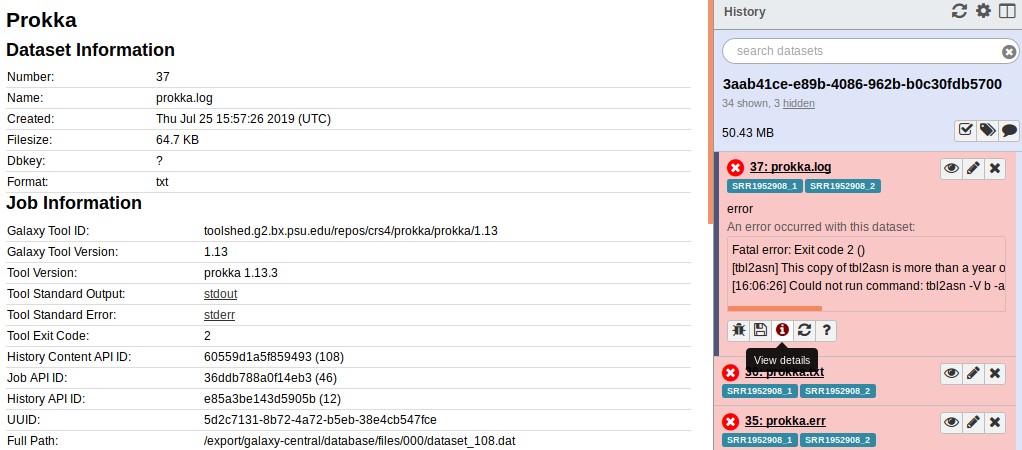 Prokka
Dataset Information
Number: 37
Name: prokka.log
Created: Thu Jul 25 15:57:26 2019 (UTC)
Filesize: 64.7 KB
Dbkey: ?
Format: txt
Job Information
Galaxy Tool ID: toolshed.g2.bx.psu.edu/repos/crs4/prokka/prokka/1.13
Galaxy Tool Version: 1.13
Tool Version: prokka 1.13.3
Tool Standard Output: stdout
Tool Standard Error: stderr
Tool Exit Code: 2
History Content API ID: 60559d1a5f859493 (108)
Job API ID: 36ddb788a0f14eb3 (46)
History API ID: e85a3be143d5905b (12)
UUID: 5d2c7131-8b72-4a72-b5eb-38e4cb547fce
Full Path: /export/galaxy-central/database/files/000/dataset_108.dat
History
search datasets
3aab41ce-e89b-4086-962b-b0c30fdb5700
34 shown, 3 hidden
50.43 MB
37: prokka.log
SRR1952908_1 SRR1952908_2
error
An error occurred with this dataset:
Fatal error: Exit code 2 ()
[tbl2asn] This copy of tbl2asn is more than a year o
[16:06:26] Could not run command: tbl2asn -V b -a
?
View details
36: prokka.txt
SRR1952908_1 SRR1952908_2
35: prokka.err
SRR1952908_1 SRR1952908_2